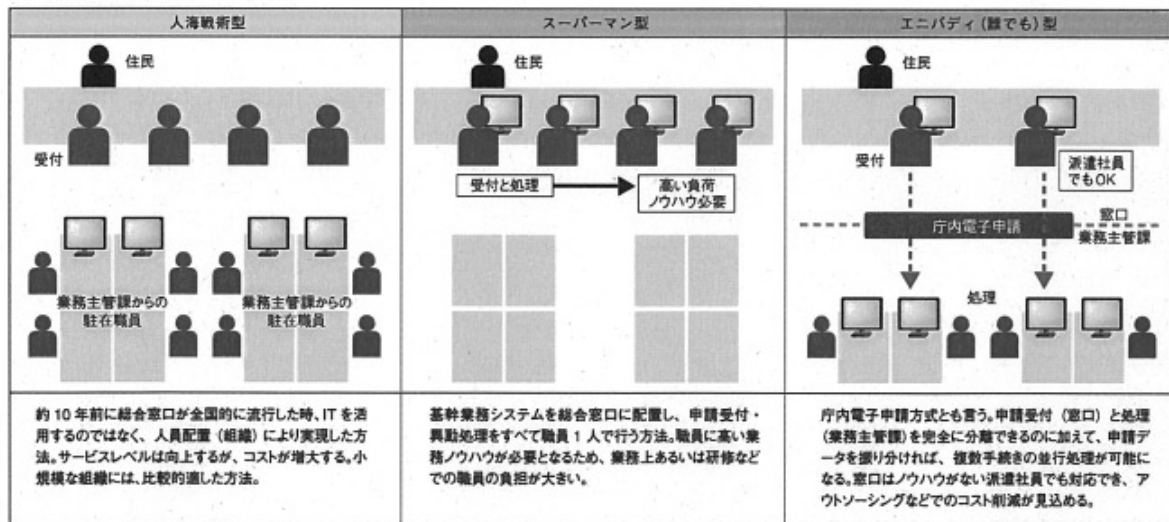 人海戦術型
住民
受付
業務主管課からの
駐在職員
業務主管課からの
駐在職員
約10年前に総合窓口が全国的に流行した時、ITを活
用するのではなく、人員配置(組織)により実現した方
法。サービスレベルは向上するが、コストが増大する。小
規模な組織には、比較的適した方法。
スーパーマン型
住民
受付と処理
高い負荷
ノウハウ必要
基幹業務システムを総合窓口に配置し、申請受付・
異動処理をすべて職員1人で行う方法。職員に高い業
務ノウハウが必要となるため、業務上あるいは研修など
での職員の負担が大きい。
エニバディ(誰でも)型
住民
受付
派遣社員
でもOK
庁内電子申請
窓口
業務主管課
処理
庁内電子申請方式とも言う。申請受付(窓口)と処理
(業務主管課)を完全に分離できるのに加えて、申請デ
ータを振り分ければ、複数手続きの並行処理が可能に
なる。窓口はノウハウがない派遣社員でも対応でき、ア
ウトソーシングなどでのコスト削減が見込める。